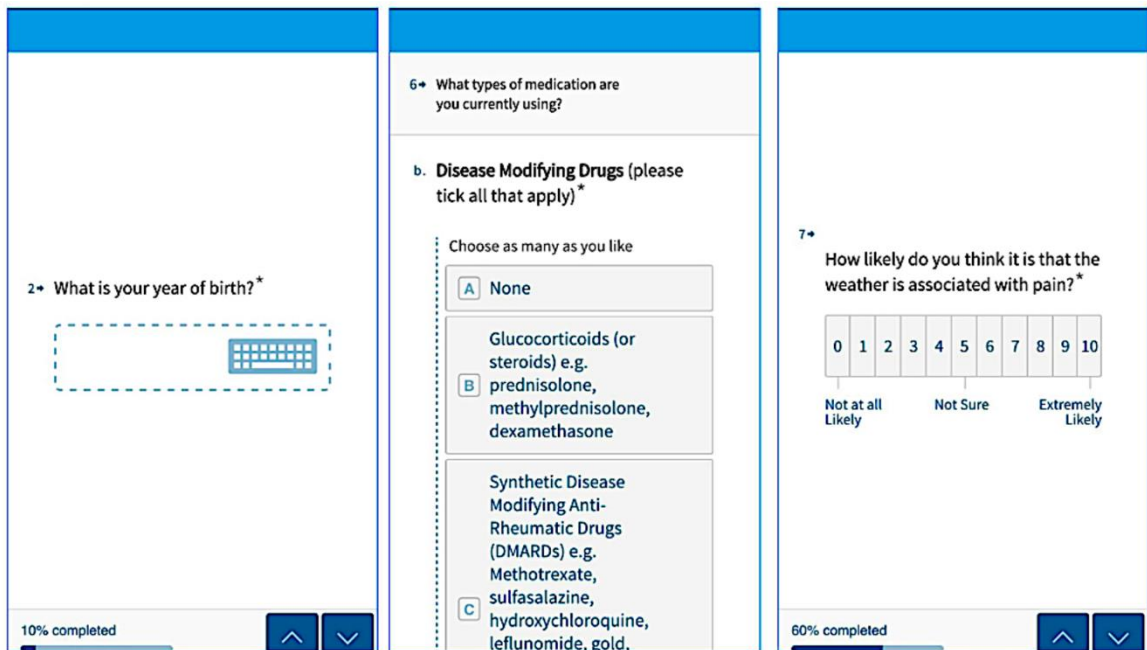 2→ What is your year of birth?*
10% completed
6→ What types of medication are
you currently using?
b. Disease Modifying Drugs (please
tick all that apply)*
Choose as many as you like
A None
Glucocorticoids (or
steroids) e.g.
B prednisolone,
methylprednisolone,
dexamethasone
Synthetic Disease
Modifying Anti-
Rheumatic Drugs
(DMARDs) e.g.
Methotrexate,
C sulfasalazine,
hydroxychloroquine,
leflunomide, gold,
7→
How likely do you think it is that the
weather is associated with pain?*
0 1 2 3 4 5 6 7 8 9 10
Not at all Not Sure Extremely
Likely Likely
60% completed